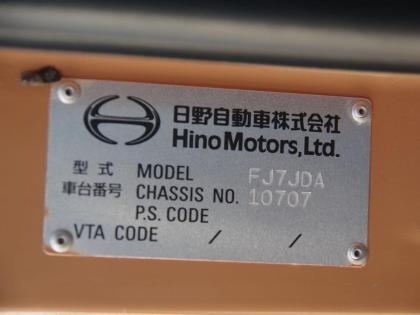 日野自動車株式会社
Hino Motors, Ltd.
型式 MODEL FJ7JDA
車台番号 CHASSIS NO. 10707
P.S. CODE
VTA CODE / /